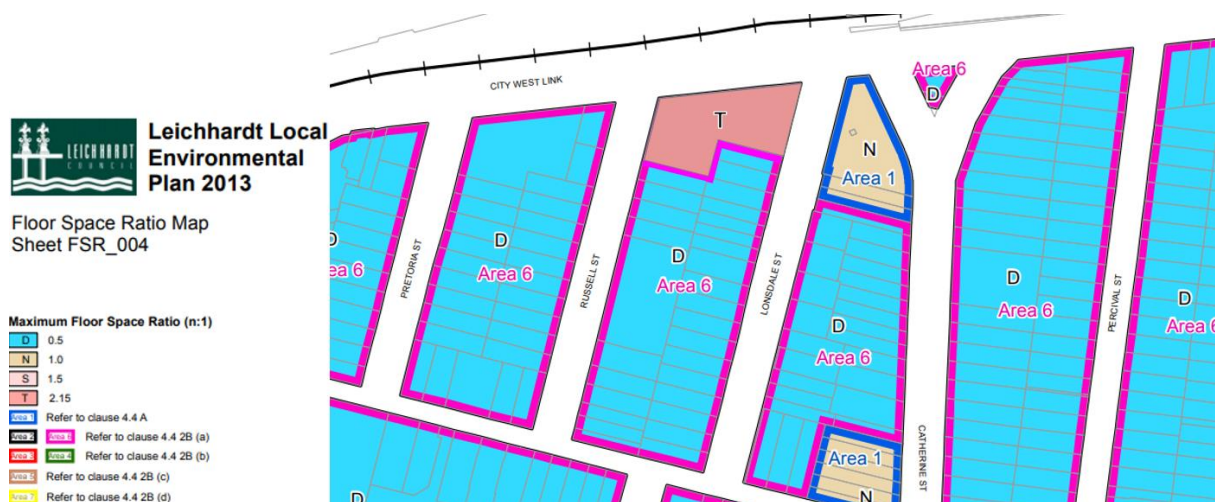 LEICHHARDT
COUNCIL
Leichhardt Local
Environmental
Plan 2013
Floor Space Ratio Map
Sheet FSR_004
Maximum Floor Space Ratio (n:1)
D 0.5
N 1.0
S 1.5
T 2.15
Area 1 Refer to clause 4.4 A
Area 2 Area 6 Refer to clause 4.4 2B (a)
Area 3 Area 4 Refer to clause 4.4 2B (b)
Area 5 Refer to clause 4.4 2B (c)
Area 7 Refer to clause 4.4 2B (d)
CITY WEST LINK
Area 6
D
T
N
Area 1
D
ea 6
PRETORIA ST
D
Area 6
RUSSELL ST
D
Area 6
LONSDALE ST
D
Area 6
D
Area 6
PERCIVAL ST
D
Area 6
CATHERINE ST
Area 1
N
D